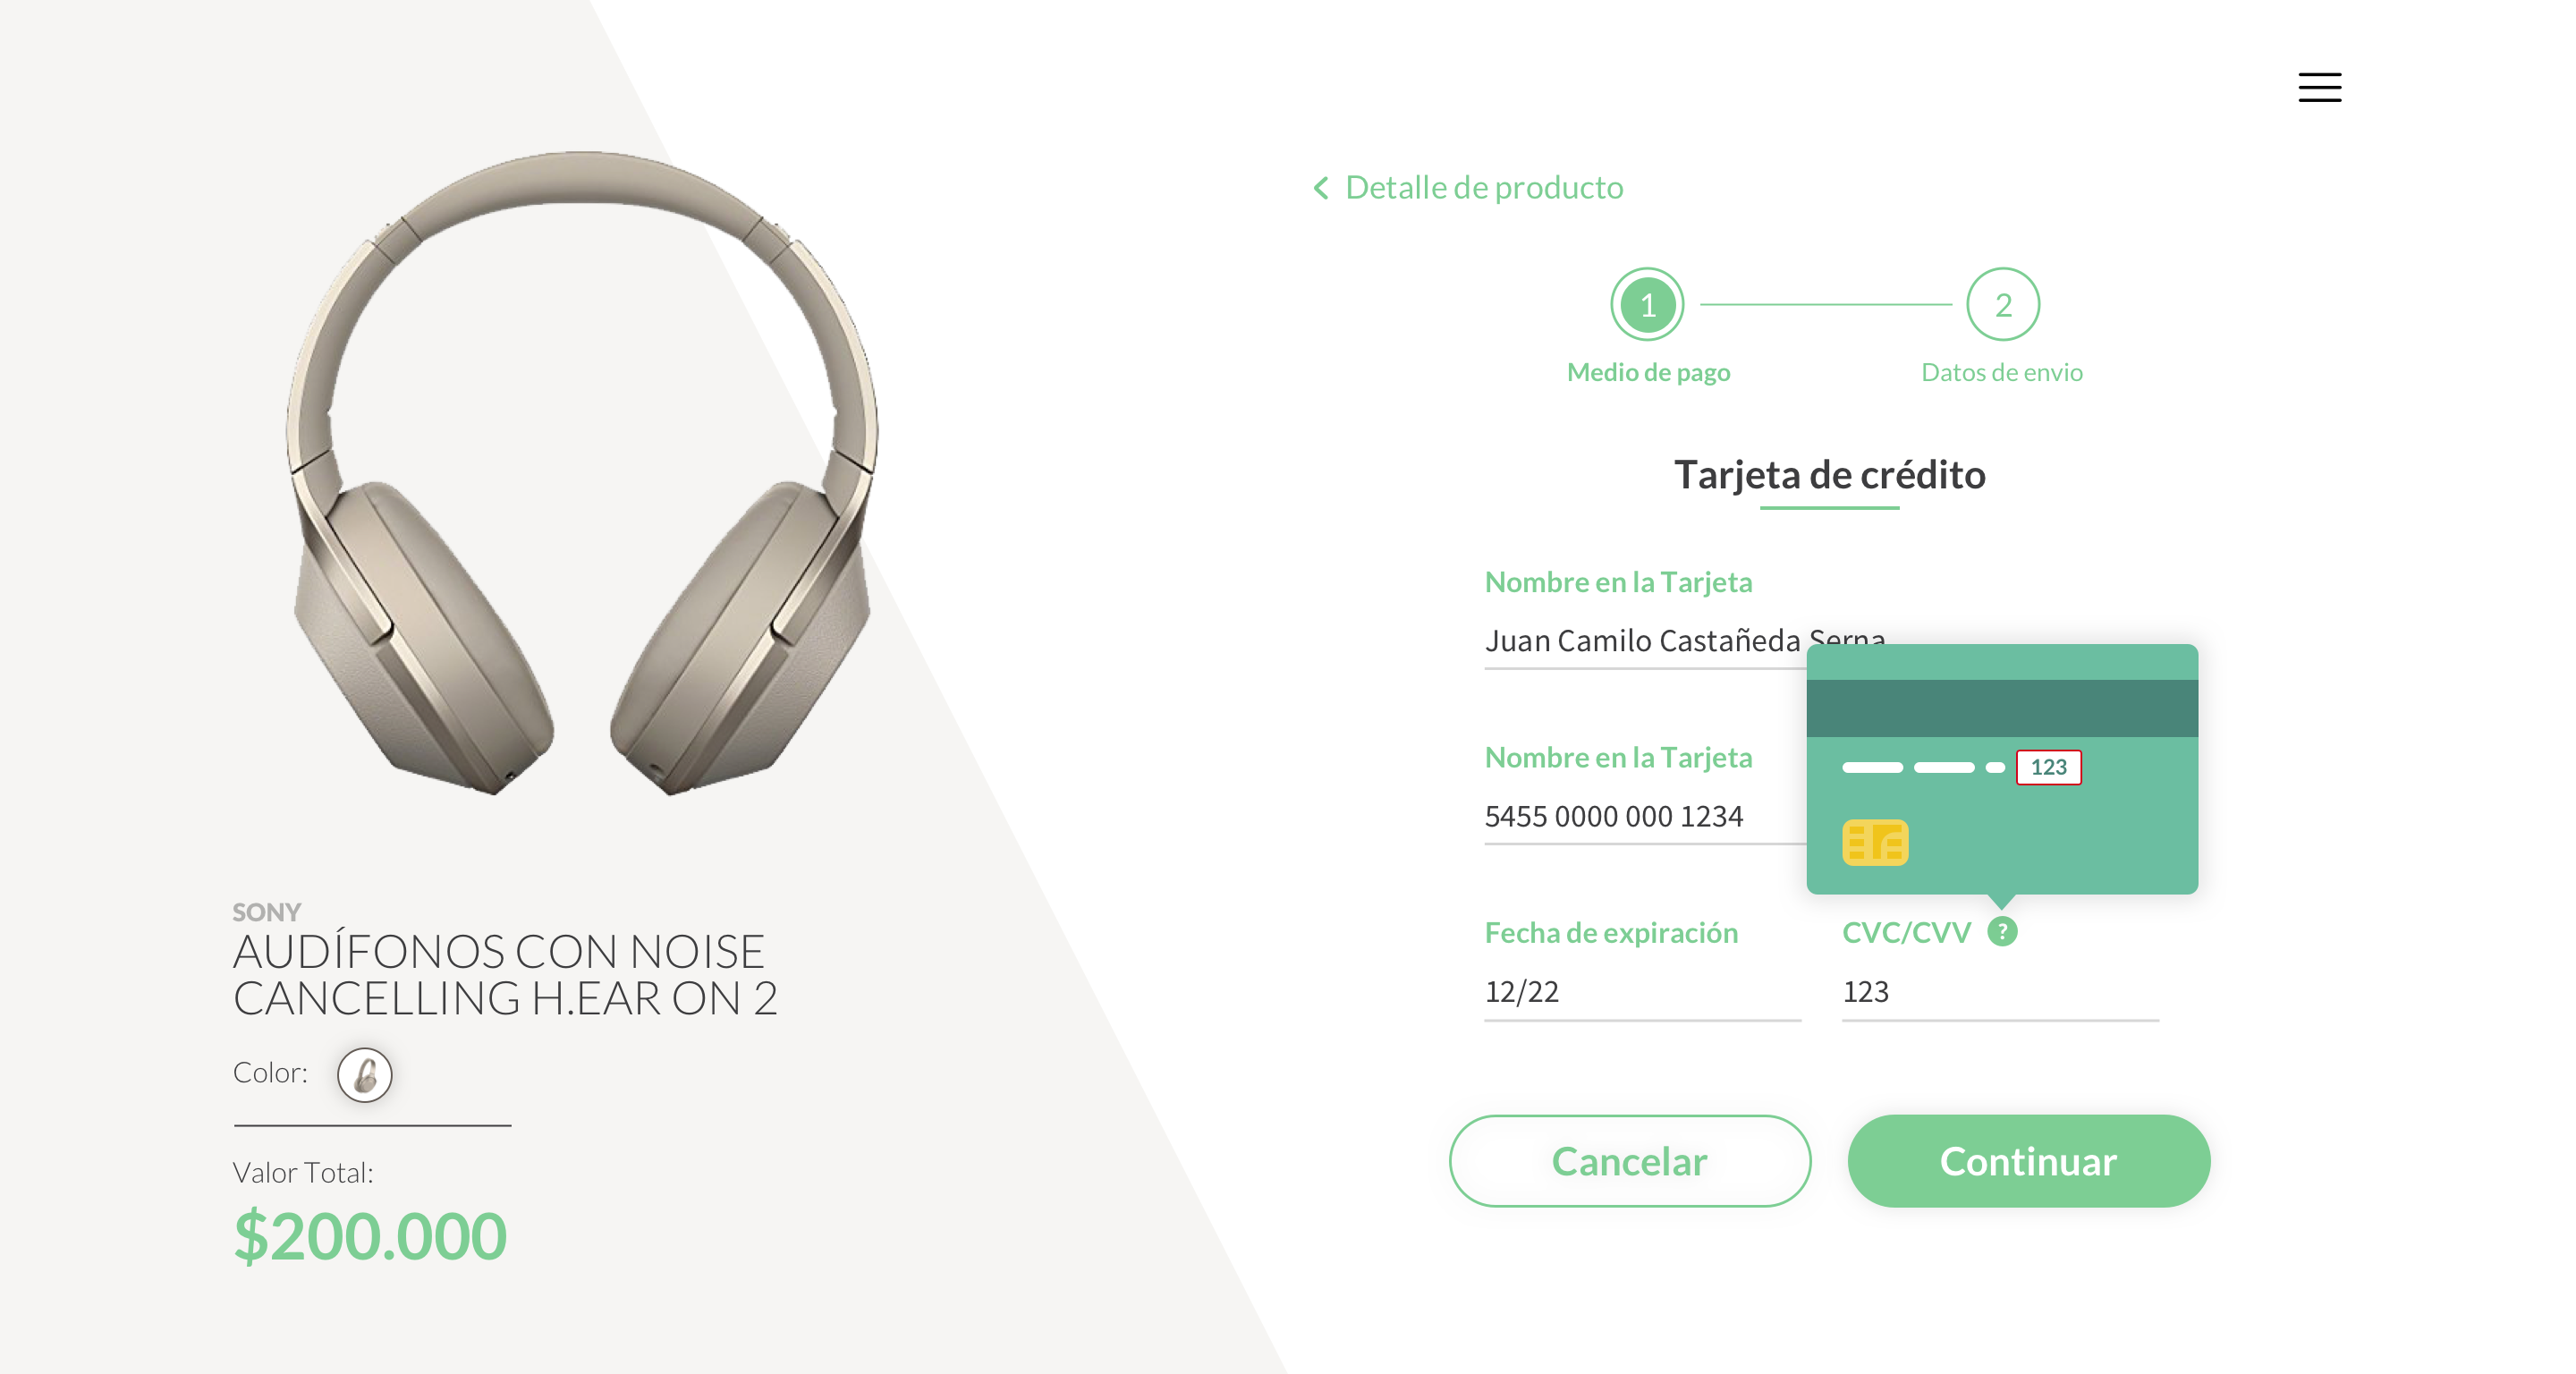 SONY
AUDÍFONOS CON NOISE
CANCELLING H.EAR ON 2
Color:
Valor Total:
$200.000
Detalle de producto
1
2
Medio de pago
Datos de envio
Tarjeta de crédito
Nombre en la Tarjeta
Juan Camilo Castañeda Serna
Nombre en la Tarjeta
5455 0000 000 1234
123
Fecha de expiración
CVC/CVV ?
12/22
123
Cancelar
Continuar